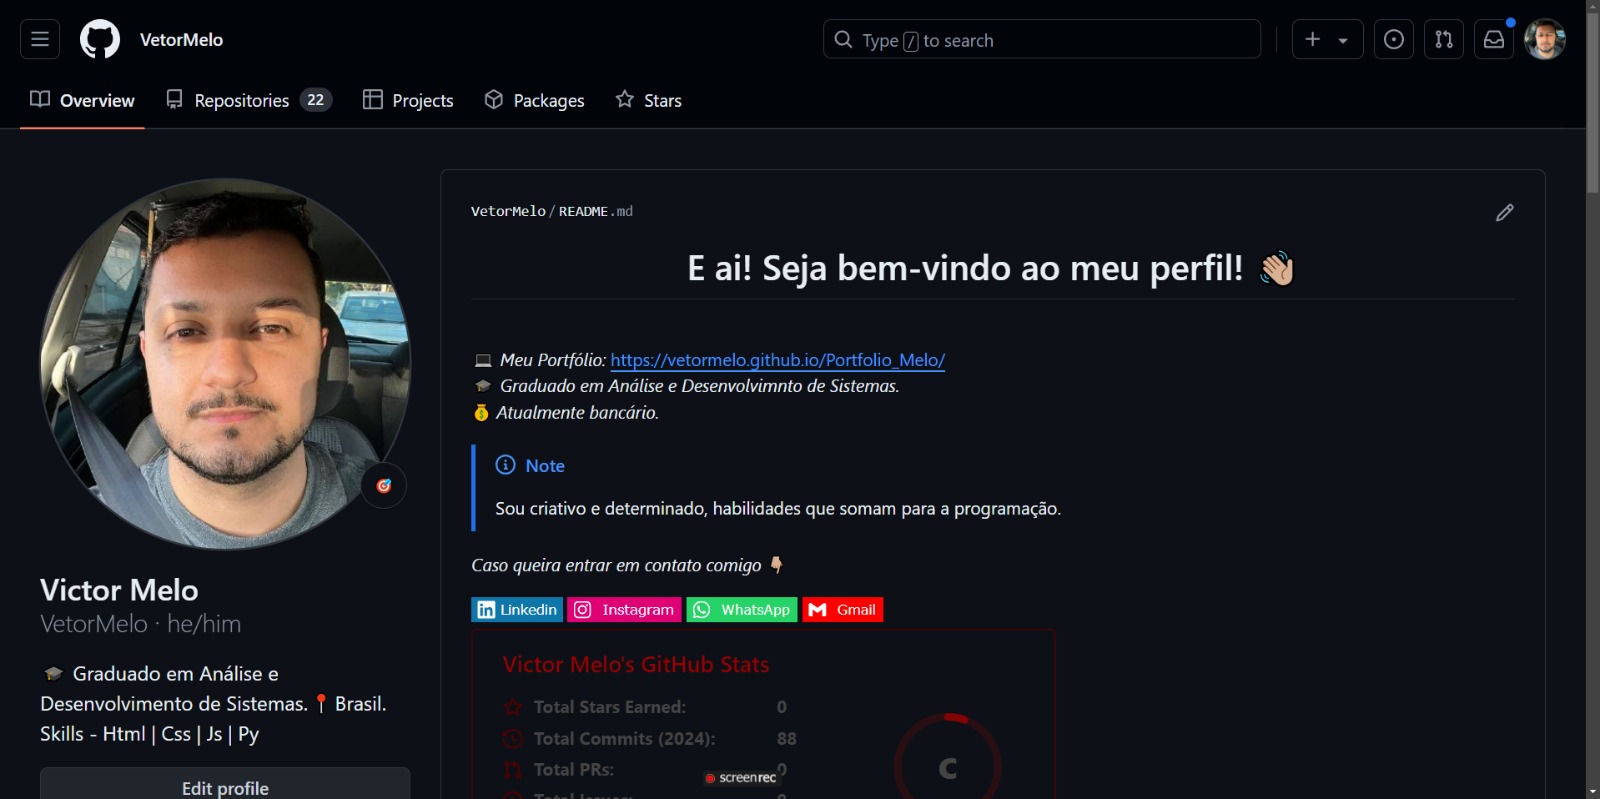 VetorMelo
Type / to search
Overview
Repositories 22
Projects
Packages
Stars
VetorMelo/README.md
E ai! Seja bem-vindo ao meu perfil!
Meu Portfólio: https://vetormelo.github.io/Portfolio_Melo/
Graduado em Análise e Desenvolvimnto de Sistemas.
Atualmente bancário.
Note
Sou criativo e determinado, habilidades que somam para a programação.
Caso queira entrar em contato comigo
Linkedin Instagram WhatsApp Gmail
Victor Melo's GitHub Stats
Total Stars Earned: 0
Total Commits (2024): 88
Total PRs: 0
Total Issues: 0
C
screenrec
Victor Melo
VetorMelo · he/him
Graduado em Análise e
Desenvolvimento de Sistemas. Brasil.
Skills - Html | Css | Js | Py
Edit profile